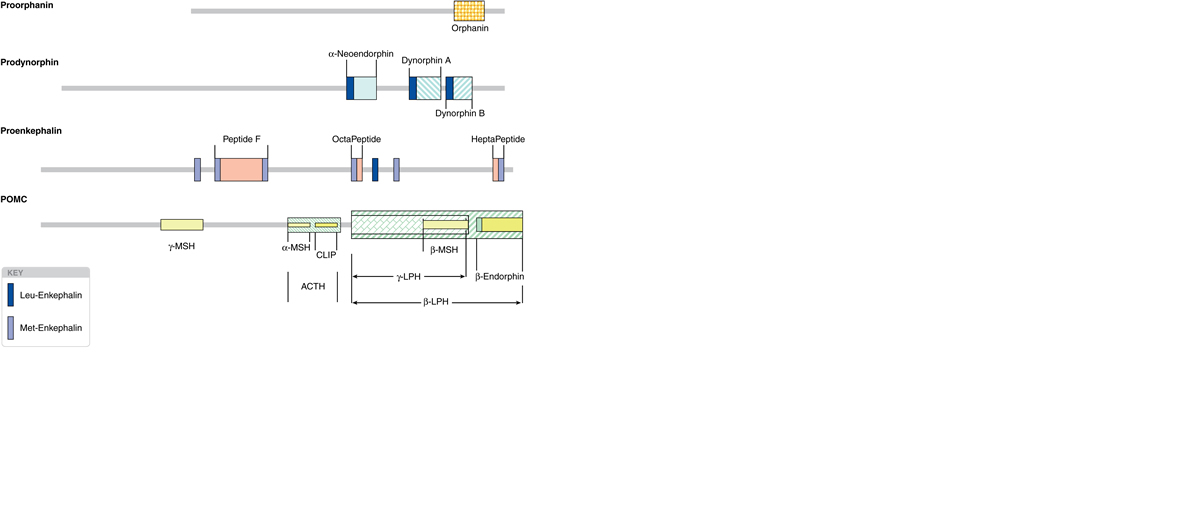 Proorphanin
Orphanin
α-Neoendorphin
Prodynorphin
Dynorphin A
Dynorphin B
Proenkephalin
Peptide F
OctaPeptide
HeptaPeptide
POMC
γ-MSH
α-MSH
CLIP
β-MSH
ACTH
γ-LPH
β-Endorphin
β-LPH
KEY
Leu-Enkephalin
Met-Enkephalin